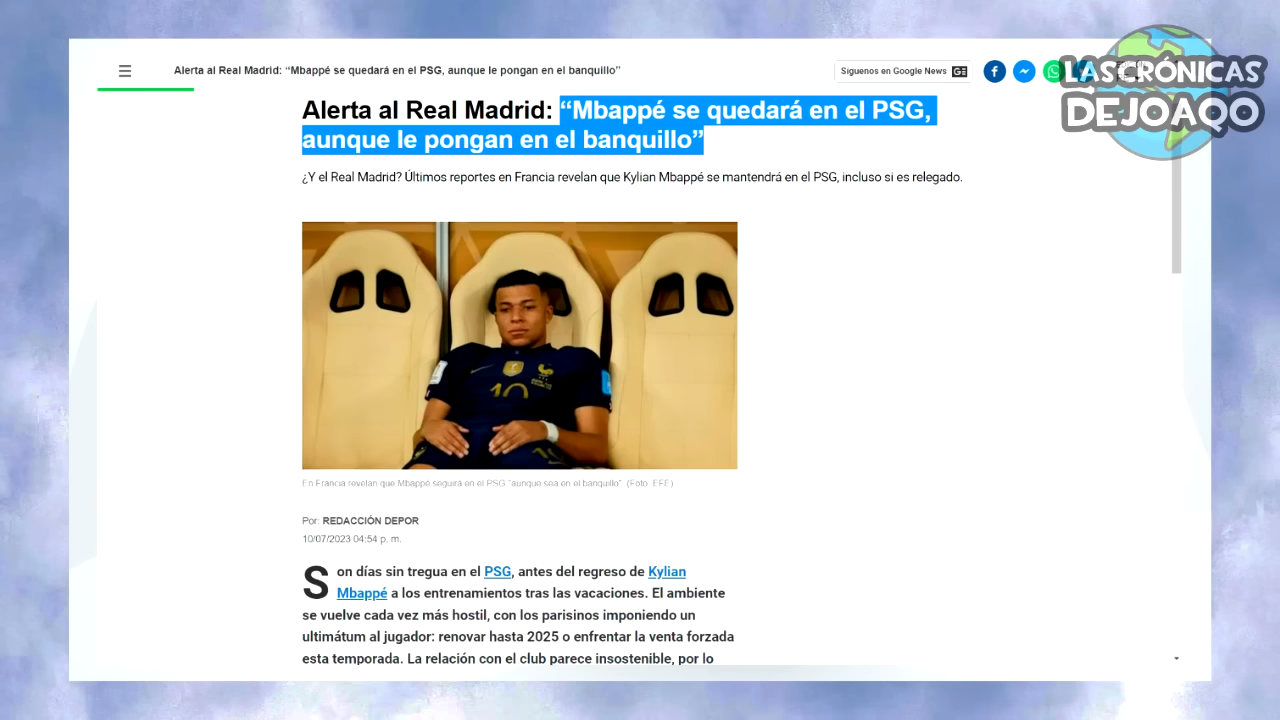 Alerta al Real Madrid: “Mbappé se quedará en el PSG, aunque le pongan en el banquillo”
Síguenos en Google News
LAS CRÓNICAS
DE JOAQO
Alerta al Real Madrid: “Mbappé se quedará en el PSG,
aunque le pongan en el banquillo”
¿Y el Real Madrid? Últimos reportes en Francia revelan que Kylian Mbappé se mantendrá en el PSG, incluso si es relegado.
10
En Francia revelan que Mbappé seguirá en el PSG “aunque sea en el banquillo”. (Foto: EFE)
Por: REDACCIÓN DEPOR
10/07/2023 04:54 p. m.
Son días sin tregua en el PSG, antes del regreso de Kylian
Mbappé a los entrenamientos tras las vacaciones. El ambiente
se vuelve cada vez más hostil, con los parisinos imponiendo un
ultimátum al jugador: renovar hasta 2025 o enfrentar la venta forzada
esta temporada. La relación con el club parece insostenible, por lo